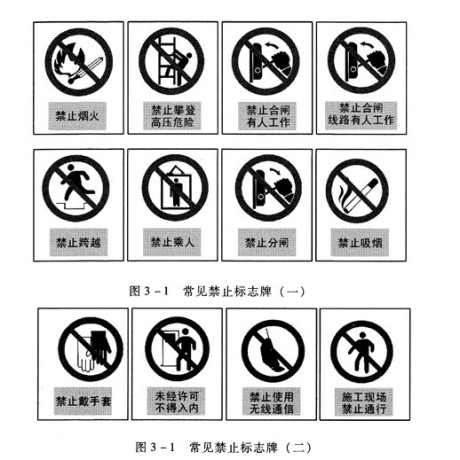 禁止烟火
禁止攀登
高压危险
禁止合闸
有人工作
禁止合闸
线路有人工作
禁止跨越
禁止乘人
禁止分闸
禁止吸烟
图 3-1 常见禁止标志牌（一）
禁止戴手套
未经许可
不得入内
禁止使用
无线通信
施工现场
禁止通行
图 3-1 常见禁止标志牌（二）